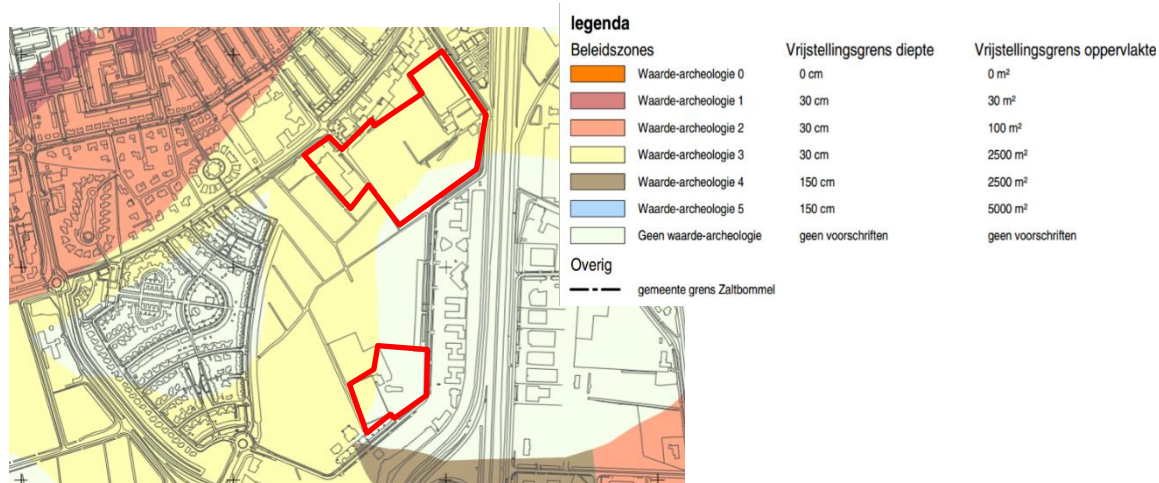 legenda
Beleidszones Vrijstellingsgrens diepte Vrijstellingsgrens oppervlakte
Waarde-archeologie 0 0 cm 0 m²
Waarde-archeologie 1 30 cm 30 m²
Waarde-archeologie 2 30 cm 100 m²
Waarde-archeologie 3 30 cm 2500 m²
Waarde-archeologie 4 150 cm 2500 m²
Waarde-archeologie 5 150 cm 5000 m²
Geen waarde-archeologie geen voorschriften geen voorschriften
Overig
gemeente grens Zaltbommel